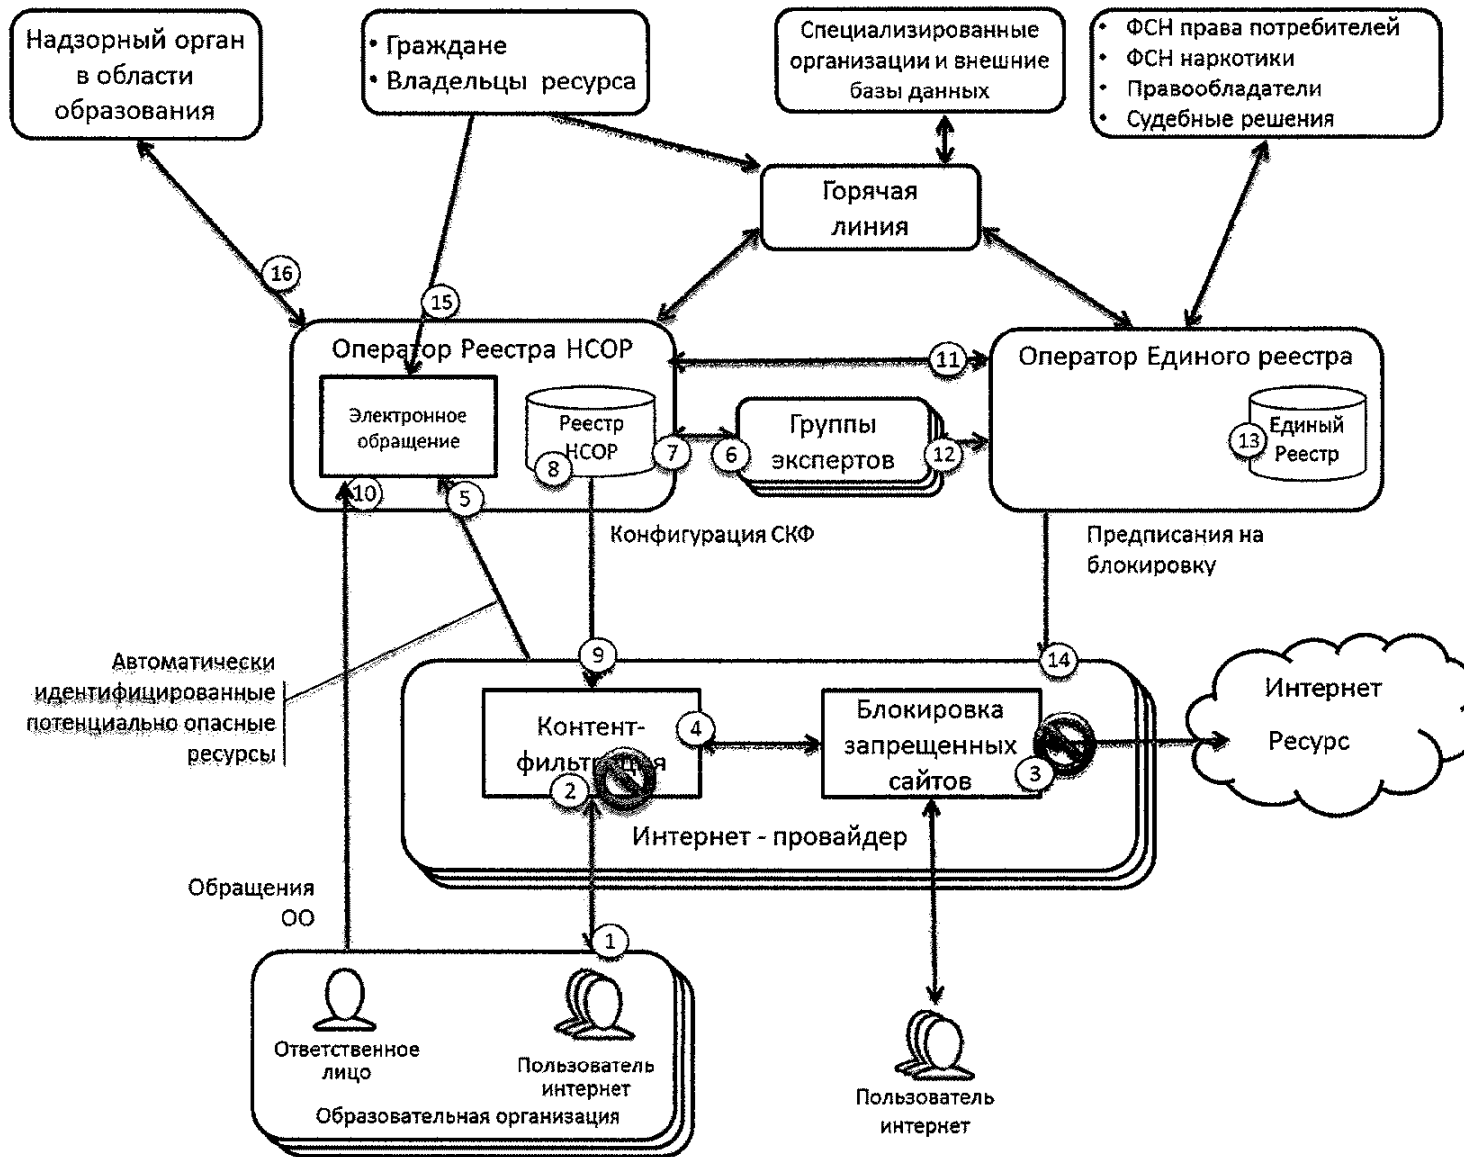 Надзорный орган
в области
образования
• Граждане
• Владельцы ресурса
Специализированные
организации и внешние
базы данных
• ФСН права потребителей
• ФСН наркотики
• Правообладатели
• Судебные решения
Горячая
линия
16
15
Оператор Реестра НСОР
11
Оператор Единого реестра
Электронное
обращение
Реестр
НСОР
8
7
6
Группы
экспертов
12
13
Единый
Реестр
10
5
Конфигурация СКФ
Предписания на
блокировку
Автоматически
идентифицированные
потенциально опасные
ресурсы
9
14
Контент-
фильтрация
4
2
Блокировка
запрещенных
сайтов
3
Интернет
Ресурс
Интернет - провайдер
Обращения
ОО
1
Ответственное
лицо
Пользователь
интернет
Образовательная организация
Пользователь
интернет